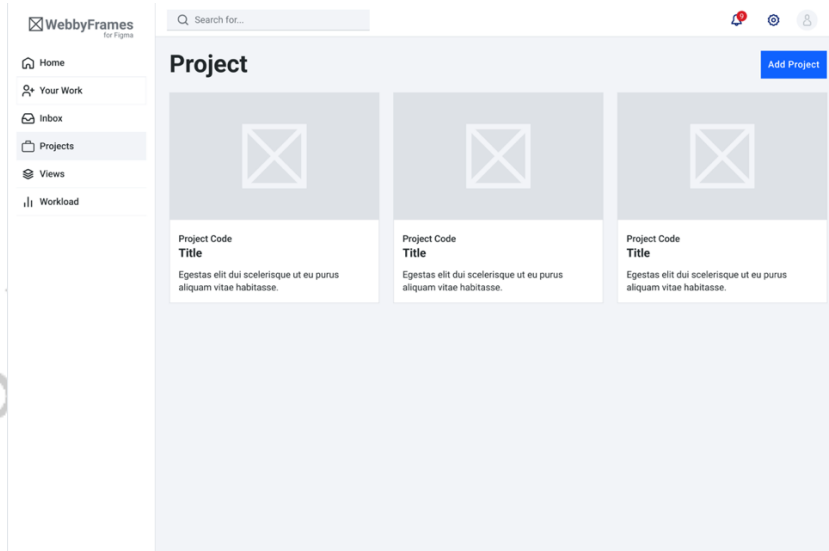 WebbyFrames
for Figma
Search for...
Home
Your Work
Inbox
Projects
Views
Workload
Project
Add Project
Project Code
Title
Egestas elit dui scelerisque ut eu purus
aliquam vitae habitasse.
Project Code
Title
Egestas elit dui scelerisque ut eu purus
aliquam vitae habitasse.
Project Code
Title
Egestas elit dui scelerisque ut eu purus
aliquam vitae habitasse.